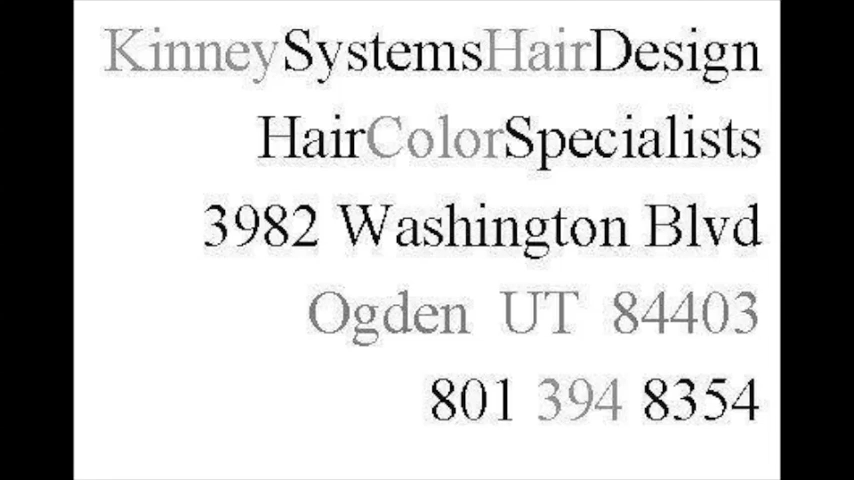 KinneySystemsHairDesign
HairColorSpecialists
3982 Washington Blvd
Ogden UT 84403
801 394 8354